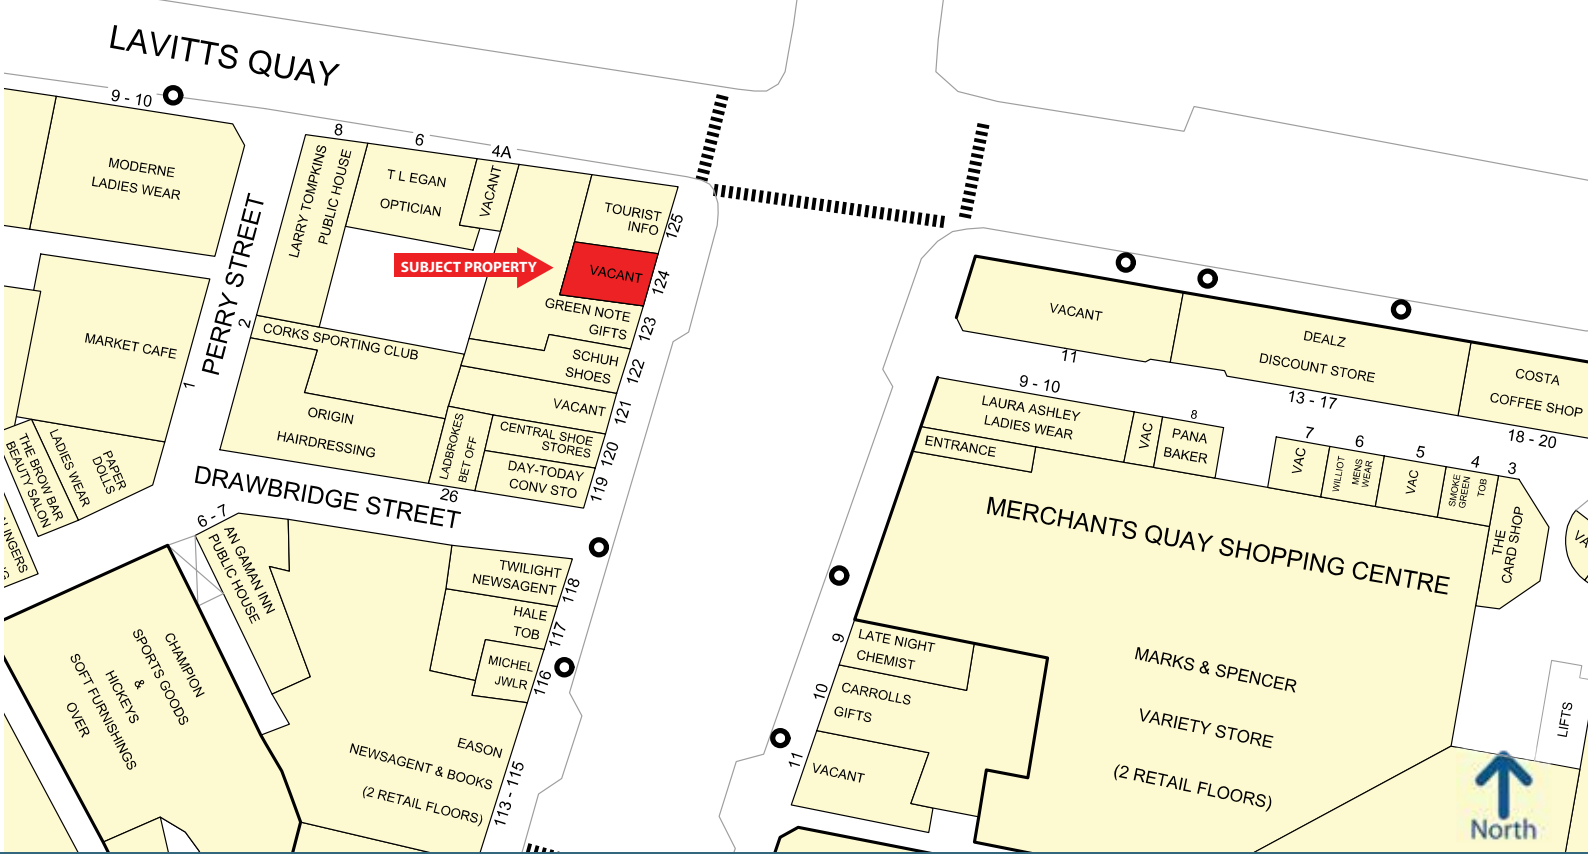 LAVITTS QUAY
9 - 10
MODERNE
LADIES WEAR
PERRY STREET
8
LARRY TOMPKINS
PUBLIC HOUSE
6
T L EGAN
OPTICIAN
4A
VACANT
TOURIST
INFO
125
SUBJECT PROPERTY
VACANT
124
GREEN NOTE
GIFTS
123
SCHUH
SHOES
122
VACANT
121
CENTRAL SHOE
STORES
120
DAY-TODAY
CONV STO
119
LADBROKES
BET OFF
26
2
CORKS SPORTING CLUB
ORIGIN
HAIRDRESSING
MARKET CAFE
1
PAPER
DOLLS
LADIES WEAR
THE BROW BAR
BEAUTY SALON
DRAWBRIDGE STREET
6 - 7
AN GAMAN INN
PUBLIC HOUSE
TWILIGHT
NEWSAGENT
118
HALE
TOB
117
MICHEL
JWLR
116
EASON
NEWSAGENT & BOOKS
(2 RETAIL FLOORS)
113 - 115
CHAMPION
SPORTS GOODS
&
HICKEYS
SOFT FURNISHINGS
OVER
VACANT
11
DEALZ
DISCOUNT STORE
13 - 17
COSTA
COFFEE SHOP
18 - 20
9 - 10
LAURA ASHLEY
LADIES WEAR
ENTRANCE
VAC
8
PANA
BAKER
7
VAC
6
WILLIOT
MENS
WEAR
5
VAC
4
SMOKE
GREEN
TOB
3
THE
CARD SHOP
MERCHANTS QUAY SHOPPING CENTRE
MARKS & SPENCER
VARIETY STORE
(2 RETAIL FLOORS)
9
LATE NIGHT
CHEMIST
10
CARROLLS
GIFTS
11
VACANT
LIFTS
North